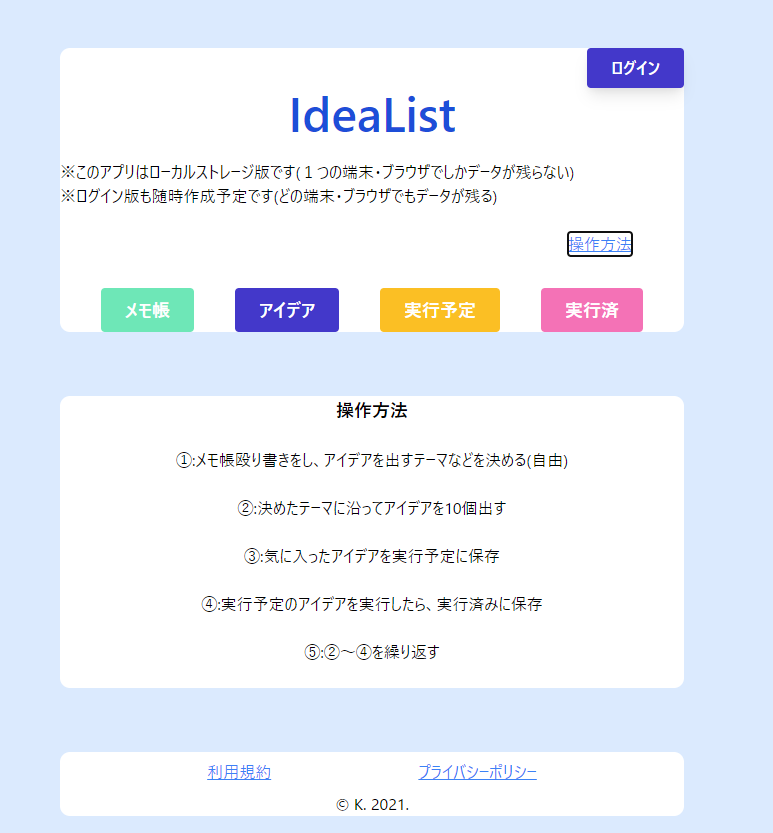 ログイン
IdeaList
※このアプリはローカルストレージ版です(１つの端末・ブラウザでしかデータが残らない)
※ログイン版も随時作成予定です(どの端末・ブラウザでもデータが残る)
操作方法
メモ帳 アイデア 実行予定 実行済
操作方法
①:メモ帳殴り書きをし、アイデアを出すテーマなどを決める(自由)
②:決めたテーマに沿ってアイデアを10個出す
③:気に入ったアイデアを実行予定に保存
④:実行予定のアイデアを実行したら、実行済みに保存
⑤:②～④を繰り返す
利用規約 プライバシーポリシー
© K. 2021.